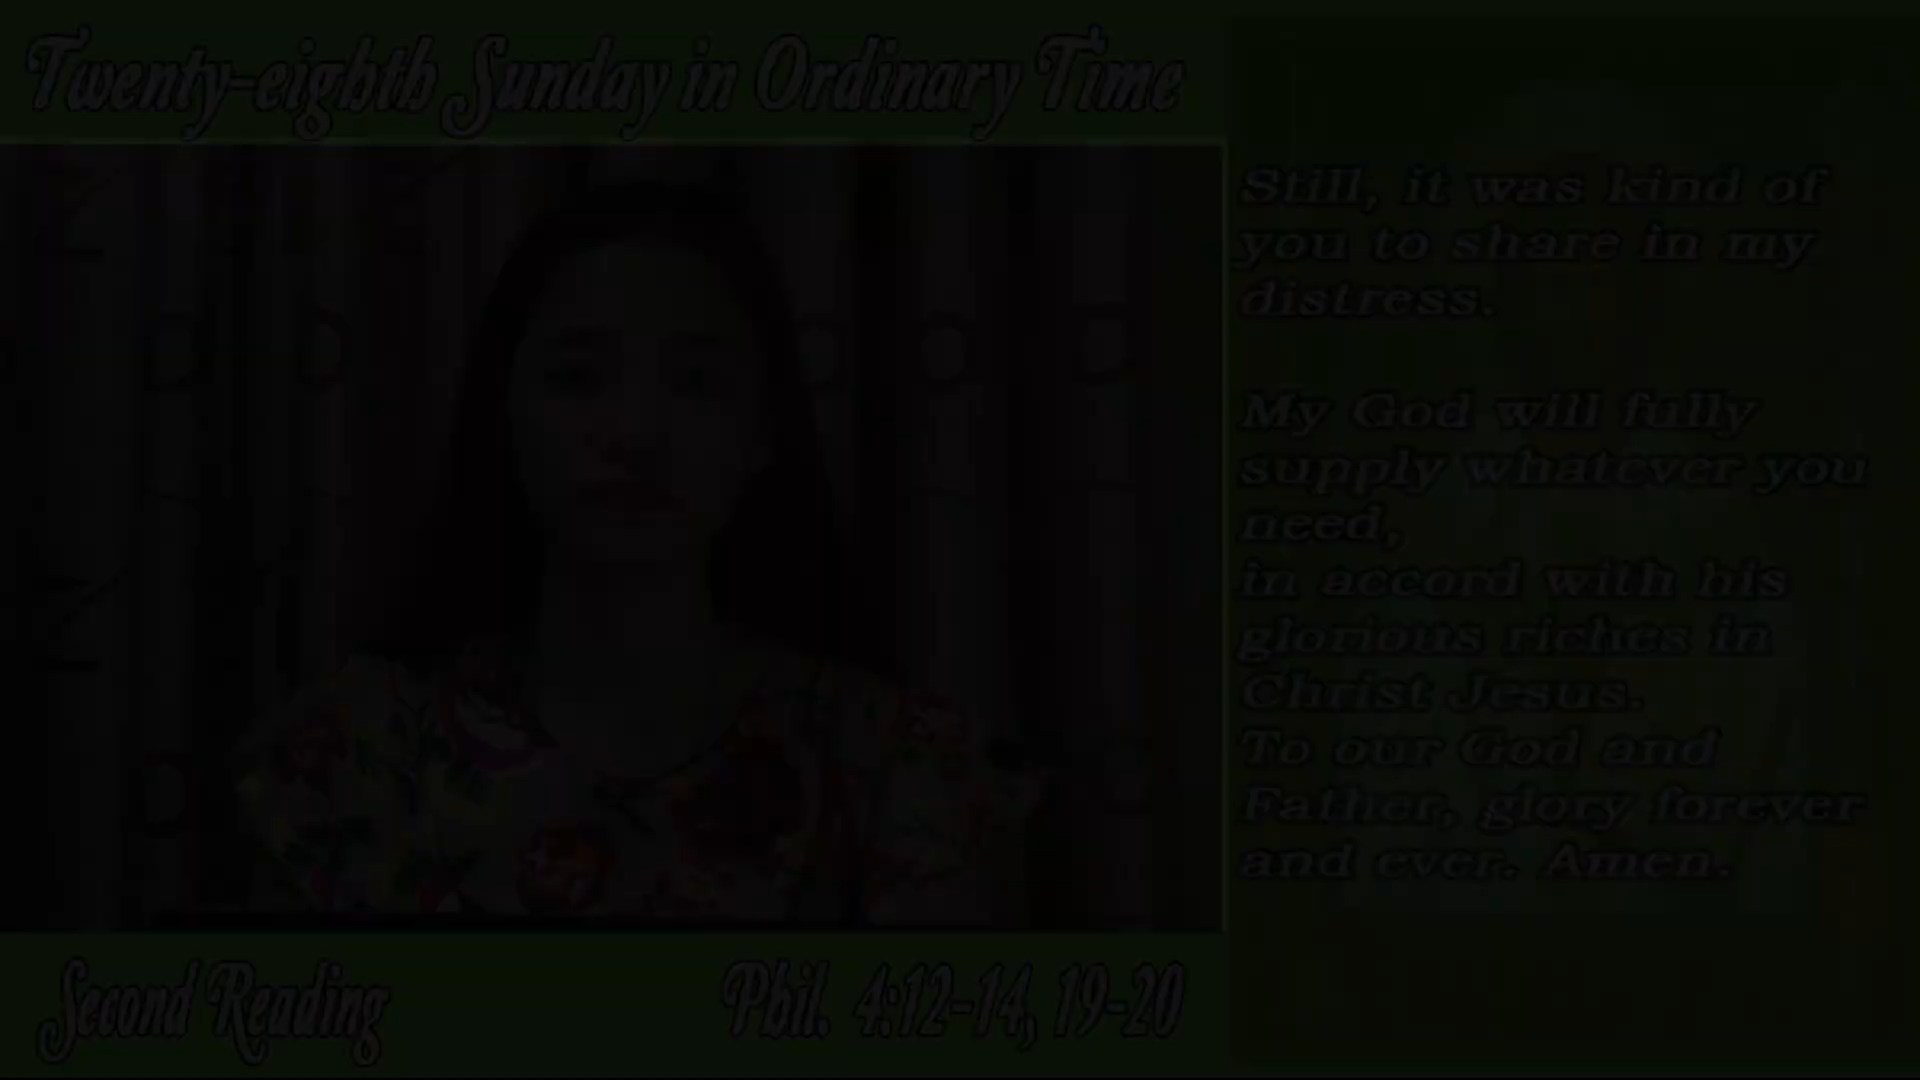 Twenty-eighth Sunday in Ordinary Time
Still, it was kind of
you to share in my
distress.
My God will fully
supply whatever you
need,
in accord with his
glorious riches in
Christ Jesus.
To our God and
Father, glory forever
and ever. Amen.
Second Reading
Phil. 4:12-14, 19-20